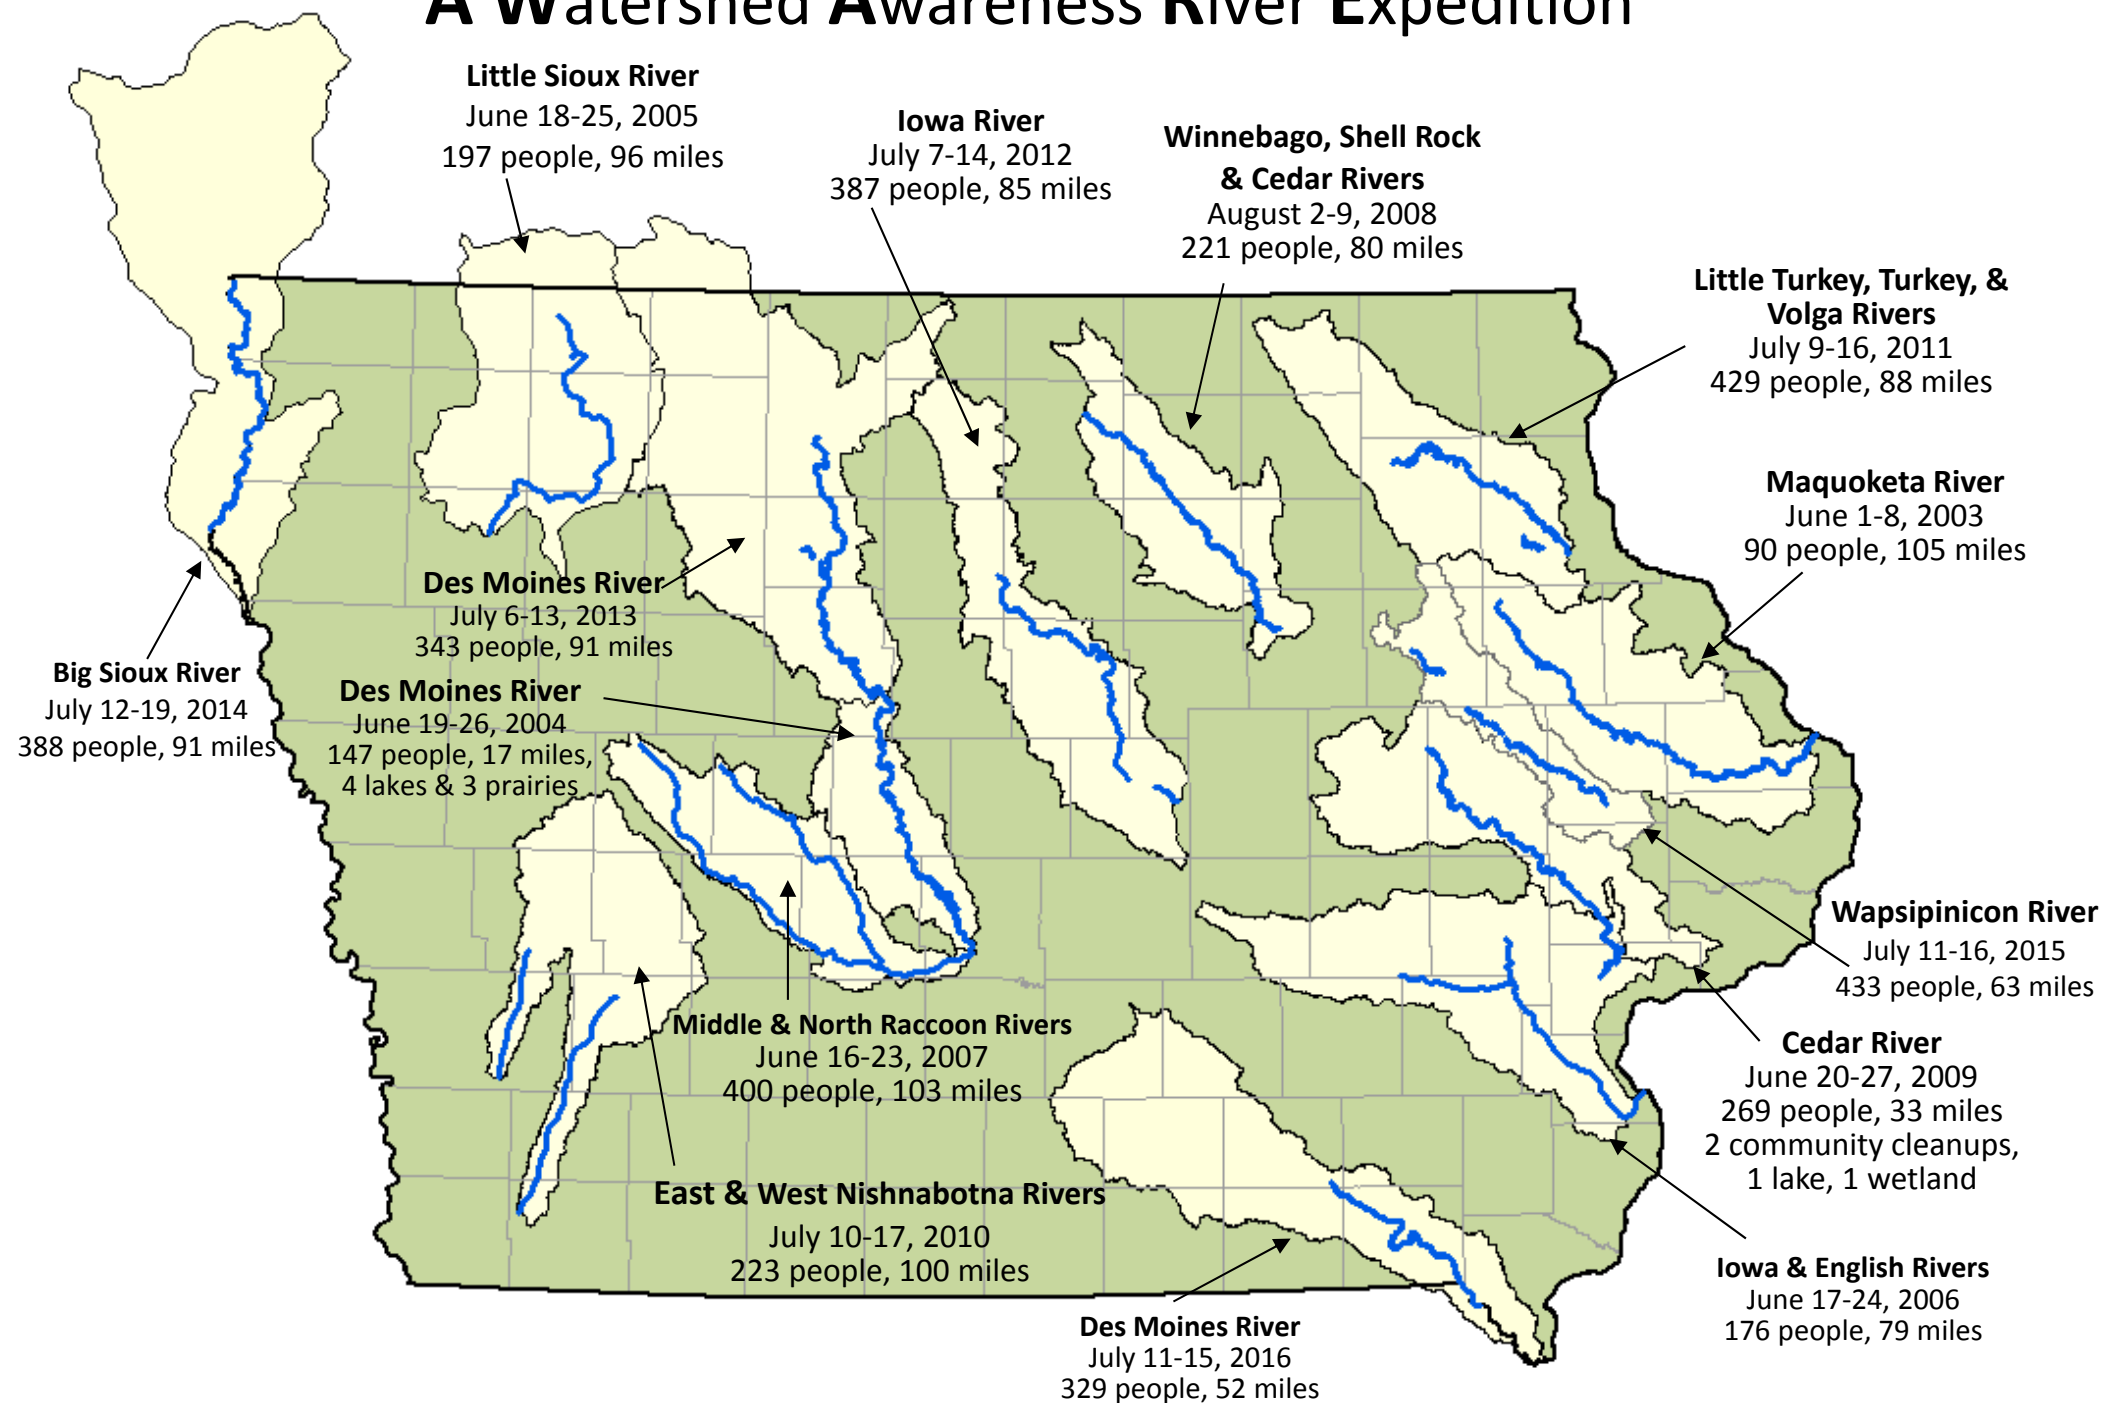 A Watershed Awareness River Expedition
Little Sioux River
June 18-25, 2005
197 people, 96 miles
Iowa River
July 7-14, 2012
387 people, 85 miles
Winnebago, Shell Rock
& Cedar Rivers
August 2-9, 2008
221 people, 80 miles
Little Turkey, Turkey, &
Volga Rivers
July 9-16, 2011
429 people, 88 miles
Maquoketa River
June 1-8, 2003
90 people, 105 miles
Des Moines River
July 6-13, 2013
343 people, 91 miles
Big Sioux River
July 12-19, 2014
388 people, 91 miles
Des Moines River
June 19-26, 2004
147 people, 17 miles,
4 lakes & 3 prairies
Wapsipinicon River
July 11-16, 2015
433 people, 63 miles
Middle & North Raccoon Rivers
June 16-23, 2007
400 people, 103 miles
Cedar River
June 20-27, 2009
269 people, 33 miles
2 community cleanups,
1 lake, 1 wetland
East & West Nishnabotna Rivers
July 10-17, 2010
223 people, 100 miles
Iowa & English Rivers
June 17-24, 2006
176 people, 79 miles
Des Moines River
July 11-15, 2016
329 people, 52 miles